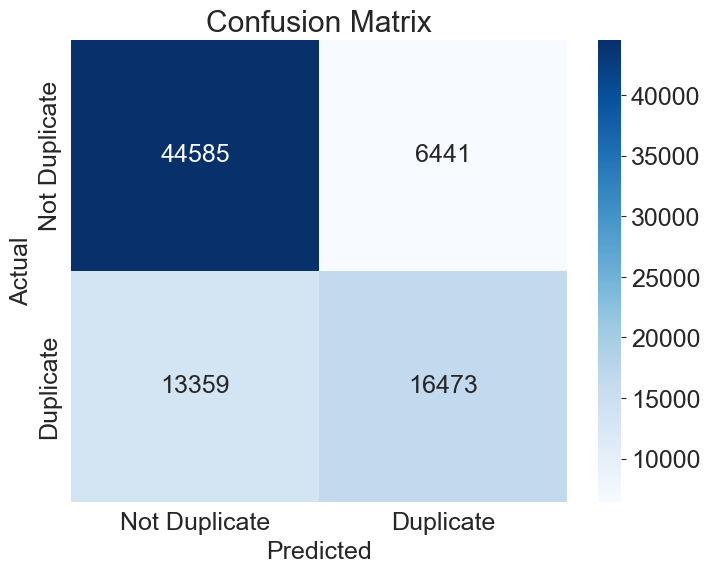 Confusion Matrix
Actual
Not Duplicate
Duplicate
44585
6441
13359
16473
Not Duplicate
Duplicate
Predicted
40000
35000
30000
25000
20000
15000
10000